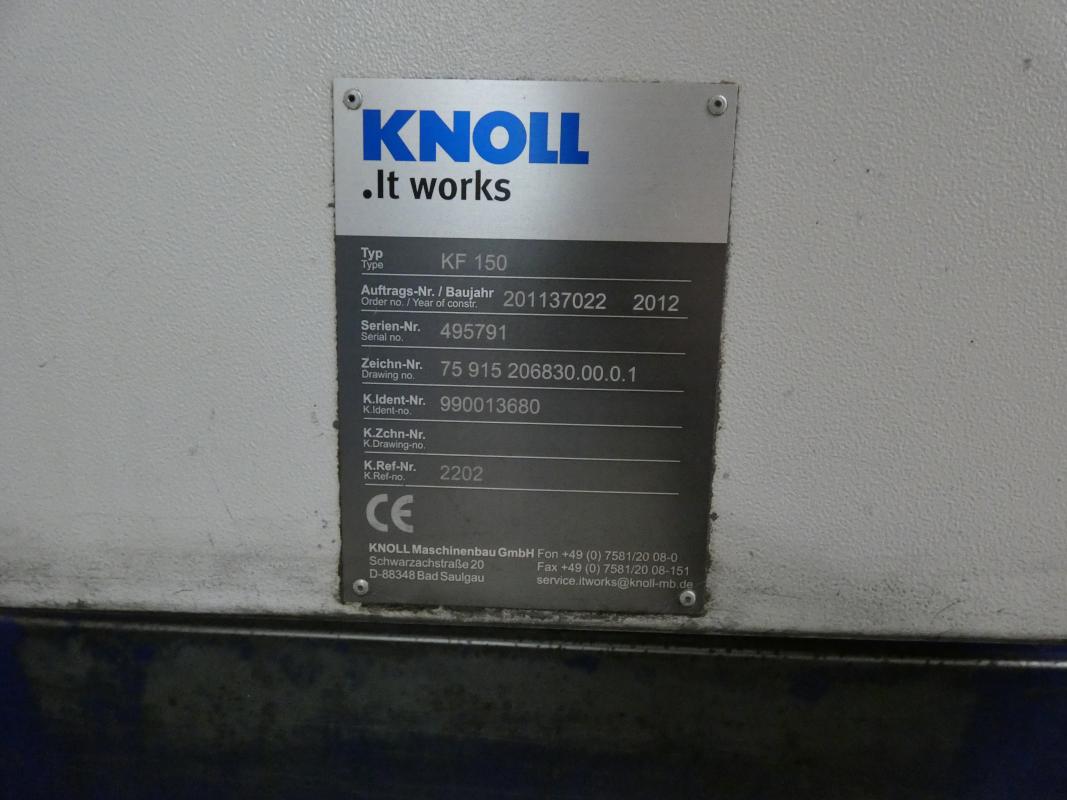 KNOLL
.It works
Typ
Type
KF 150
Auftrags-Nr. / Baujahr
Order no. / Year of constr.
201137022 2012
Serien-Nr.
Serial no.
495791
Zeichn-Nr.
Drawing no.
75 915 206830.00.0.1
K.Ident-Nr.
K.Ident-no.
990013680
K.Zchn-Nr.
K.Drawing-no.
K.Ref-Nr.
K.Ref-no.
2202
CE
KNOLL Maschinenbau GmbH Fon +49 (0) 7581/20 08-0
Schwarzachstraße 20 Fax +49 (0) 7581/20 08-151
D-88348 Bad Saulgau service.itworks@knoll-mb.de